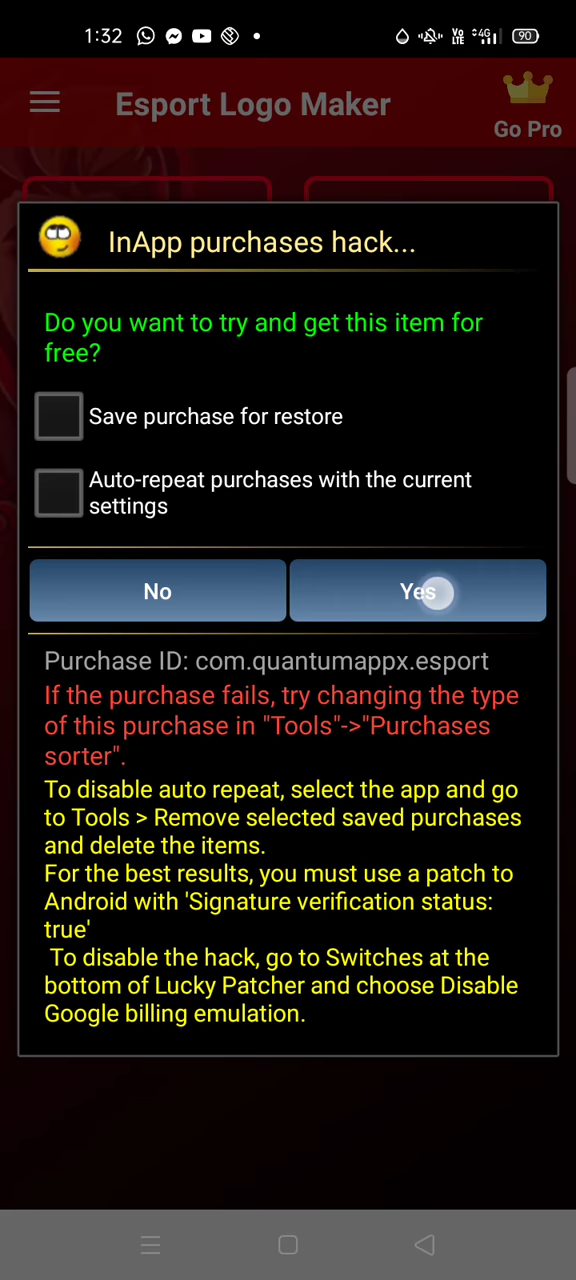 1:32
VO LTE 4G 90
Esport Logo Maker
Go Pro
InApp purchases hack...
Do you want to try and get this item for
free?
Save purchase for restore
Auto-repeat purchases with the current
settings
No
Yes
Purchase ID: com.quantumappx.esport
If the purchase fails, try changing the type
of this purchase in "Tools"->"Purchases
sorter".
To disable auto repeat, select the app and go
to Tools > Remove selected saved purchases
and delete the items.
For the best results, you must use a patch to
Android with 'Signature verification status:
true'
To disable the hack, go to Switches at the
bottom of Lucky Patcher and choose Disable
Google billing emulation.